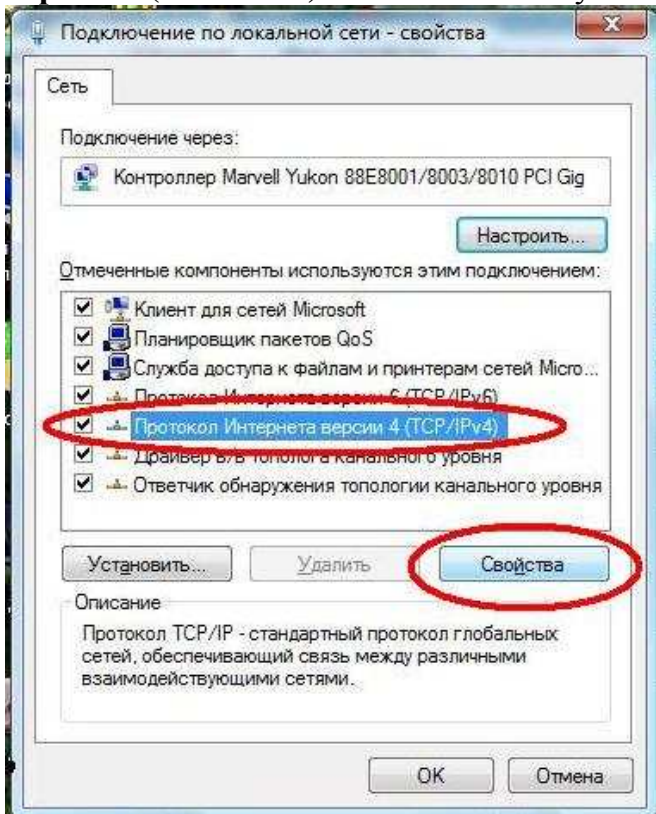 Подключение по локальной сети - свойства
Сеть
Подключение через:
Контроллер Marvell Yukon 88E8001/8003/8010 PCI Gig
Настроить...
Отмеченные компоненты используются этим подключением:
Клиент для сетей Microsoft
Планировщик пакетов QoS
Служба доступа к файлам и принтерам сетей Micro...
Протокол Интернета версии 6 (TCP/IPv6)
Протокол Интернета версии 4 (TCP/IPv4)
Драйвер в/в тополога канального уровня
Ответчик обнаружения топологии канального уровня
Установить...
Удалить
Свойства
Описание
Протокол TCP/IP - стандартный протокол глобальных
сетей, обеспечивающий связь между различными
взаимодействующими сетями.
OK
Отмена